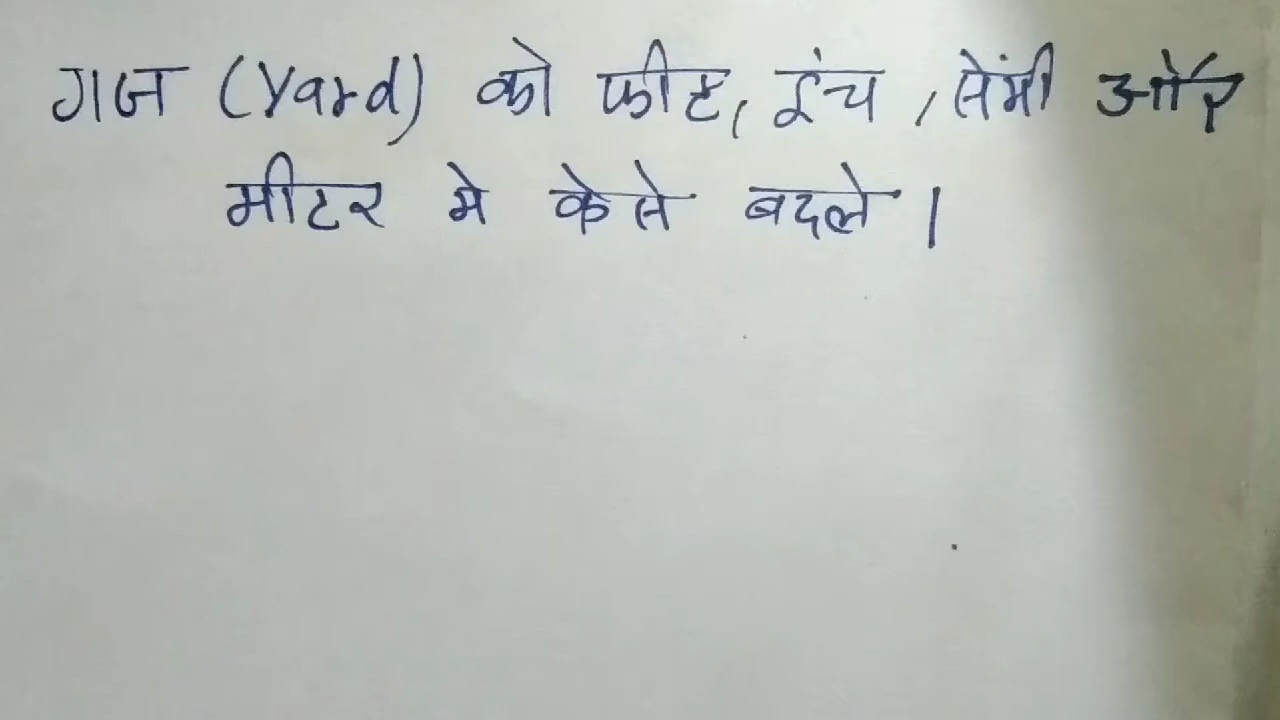 गज (Yard) को फीट, इंच , सेंमी और
मीटर मे केसे बदले ।